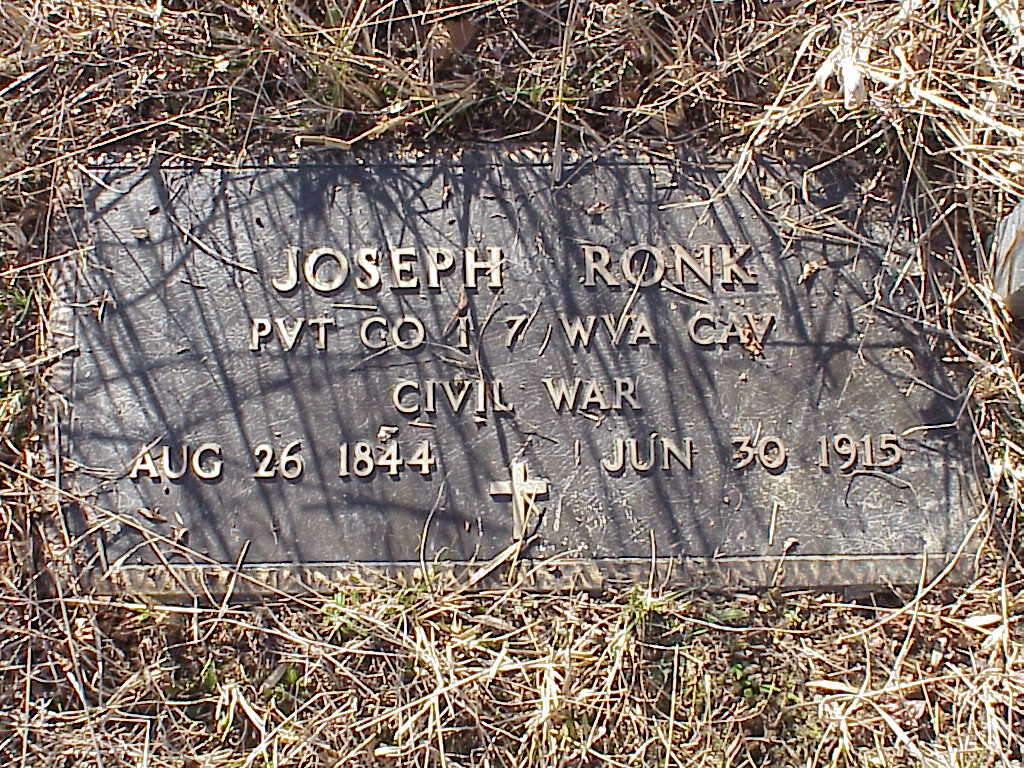 JOSEPH RONK
PVT CO I 7 WVA CAV
CIVIL WAR
AUG 26 1844 JUN 30 1915